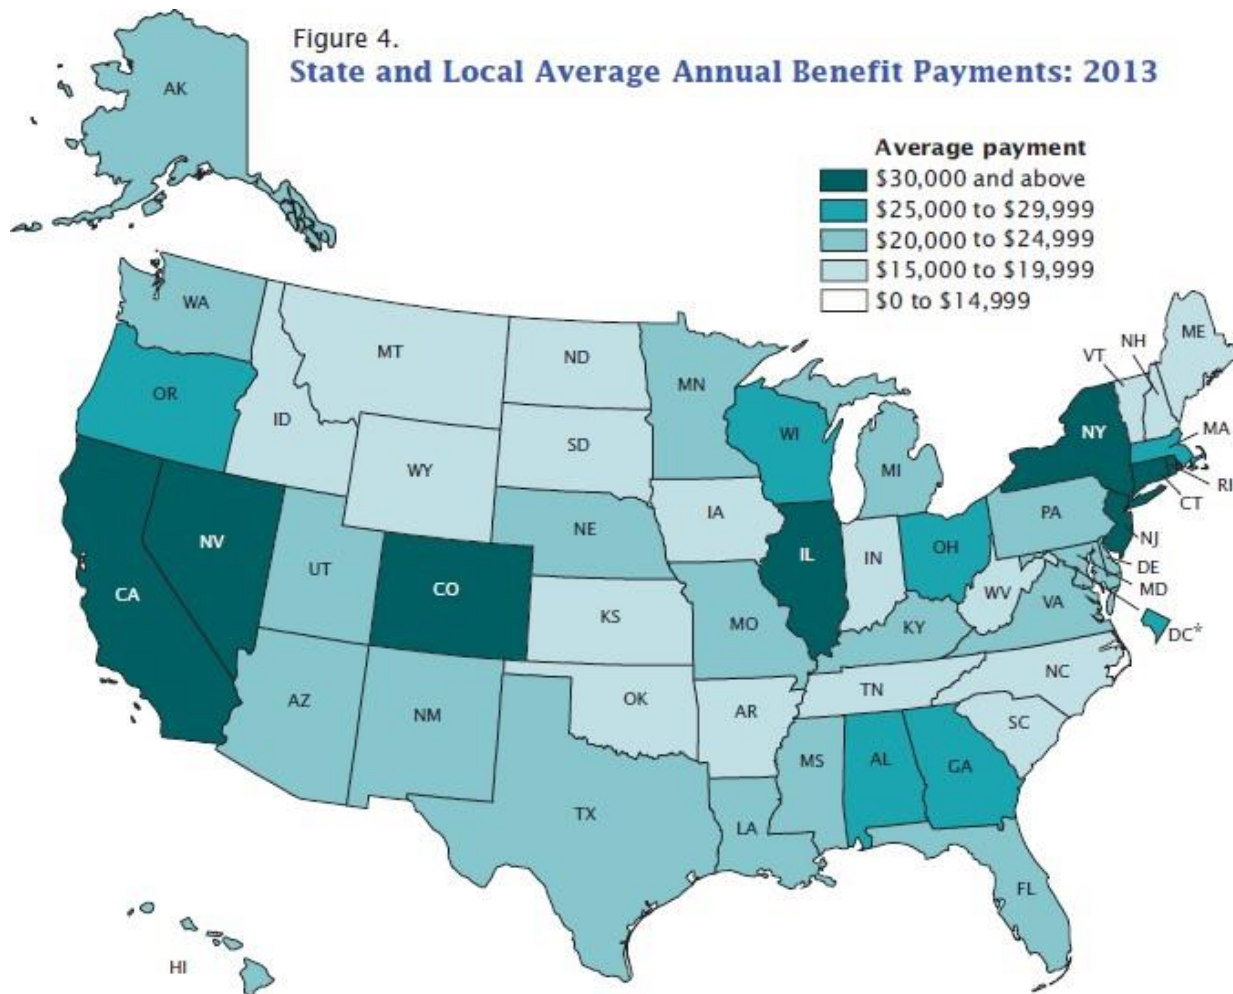 Figure 4.
State and Local Average Annual Benefit Payments: 2013
AK
Average payment
$30,000 and above
$25,000 to $29,999
$20,000 to $24,999
$15,000 to $19,999
$0 to $14,999
WA
MT
ND
MN
VT
NH
ME
OR
ID
SD
WI
NY
MA
WY
MI
RI
IA
CT
NE
PA
NV
IL
IN
OH
NJ
UT
DE
CA
CO
WV
MD
KS
MO
KY
VA
DC*
AZ
NM
OK
AR
TN
NC
SC
MS
AL
GA
TX
LA
FL
HI